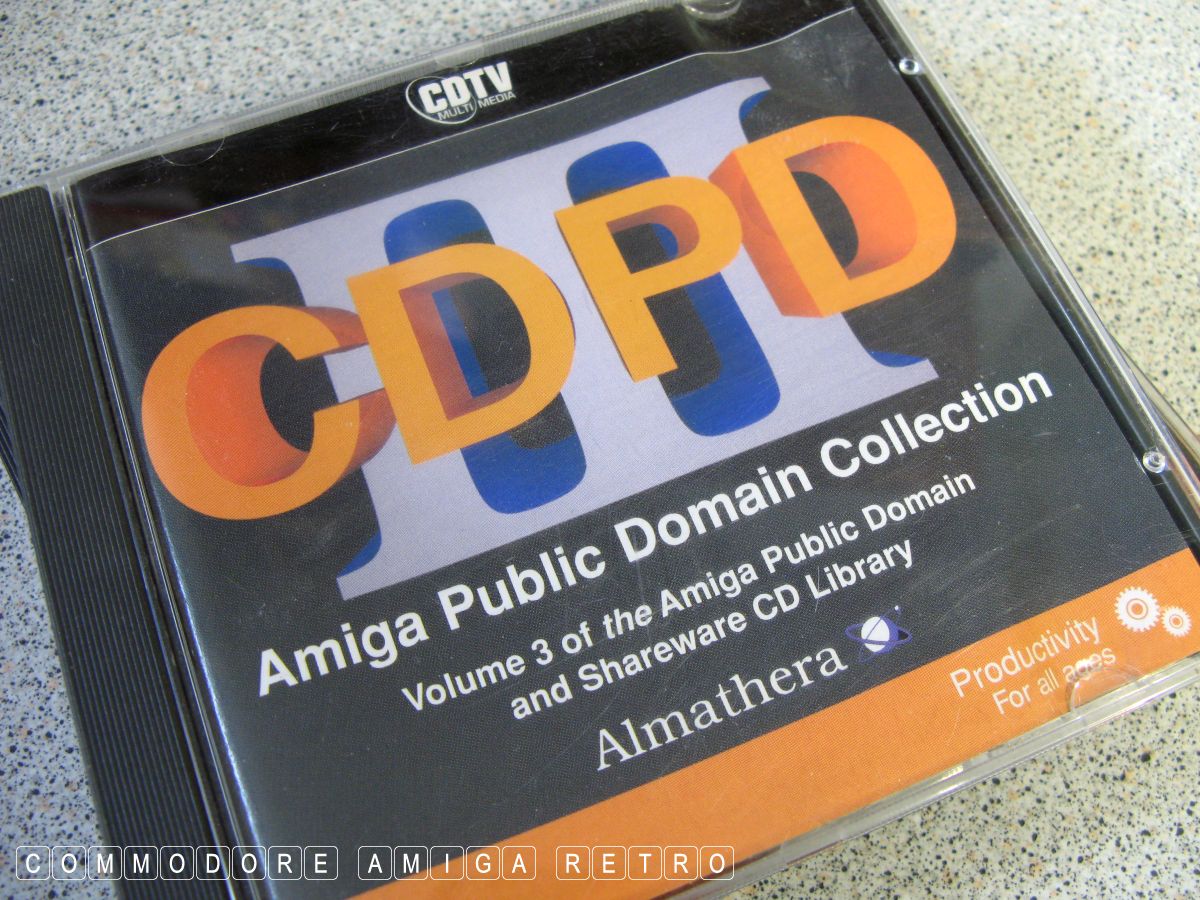 CDTV
MULTI MEDIA
III
CDPD
Amiga Public Domain Collection
Volume 3 of the Amiga Public Domain
and Shareware CD Library
Almathera
Productivity
For all ages
COMMODORE AMIGA RETRO